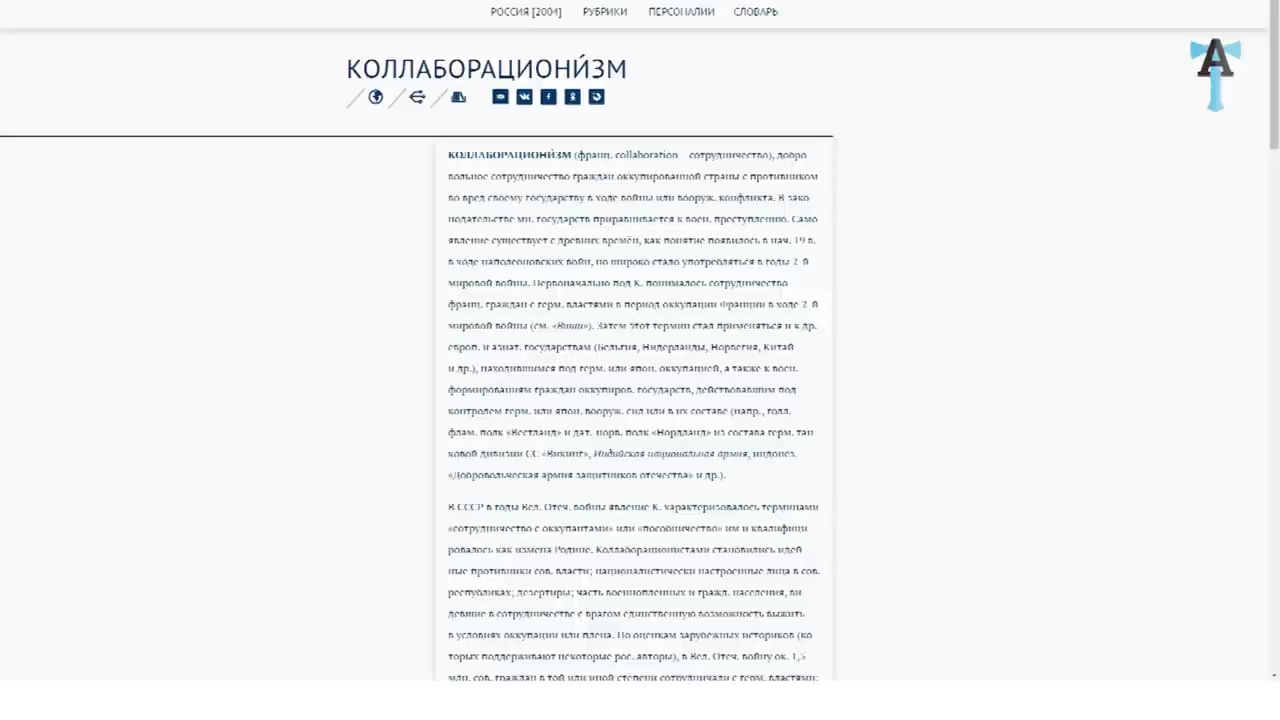 РОССИЯ [2004] РУБРИКИ ПЕРСОНАЛИИ СЛОВАРЬ
КОЛЛАБОРАЦИОНИ́ЗМ
КОЛЛАБОРАЦИОНИ́ЗМ (франц. collaboration – сотрудничество), добро
вольное сотрудничество граждан оккупированной страны с противником
во вред своему государству в ходе войны или вооруж. конфликта. В зако
нодательстве мн. государств приравнивается к воен. преступлению. Само
явление существует с древних времён, как понятие появилось в нач. 19 в.
в ходе наполеоновских войн, но широко стало употребляться в годы 2-й
мировой войны. Первоначально под К. понималось сотрудничество
франц. граждан с герм. властями в период оккупации Франции в ходе 2-й
мировой войны (см. «Виши»). Затем этот термин стал применяться и к др.
европ. и азиат. государствам (Бельгия, Нидерланды, Норвегия, Китай
и др.), находившимся под герм. или япон. оккупацией, а также к воен.
формированиям граждан оккупиров. государств, действовавшим под
контролем герм. или япон. вооруж. сил или в их составе (напр., голл.
флам. полк «Вестланд» и дат. норв. полк «Нордланд» из состава герм. тан
ковой дивизии СС «Викинг», Индийская национальная армия, индонез.
«Добровольческая армия защитников отечества» и др.).
В СССР в годы Вел. Отеч. войны явление К. характеризовалось терминами
«сотрудничество с оккупантами» или «пособничество» им и квалифици
ровалось как измена Родине. Коллаборационистами становились идей
ные противники сов. власти; националистически настроенные лица в сов.
республиках; дезертиры; часть военнопленных и гражд. населения, ви
девшие в сотрудничестве с врагом единственную возможность выжить
в условиях оккупации или плена. По оценкам зарубежных историков (ко
торых поддерживают некоторые рос. авторы), в Вел. Отеч. войну ок. 1,5
млн. сов. граждан в той или иной степени сотрудничали с герм. властями;